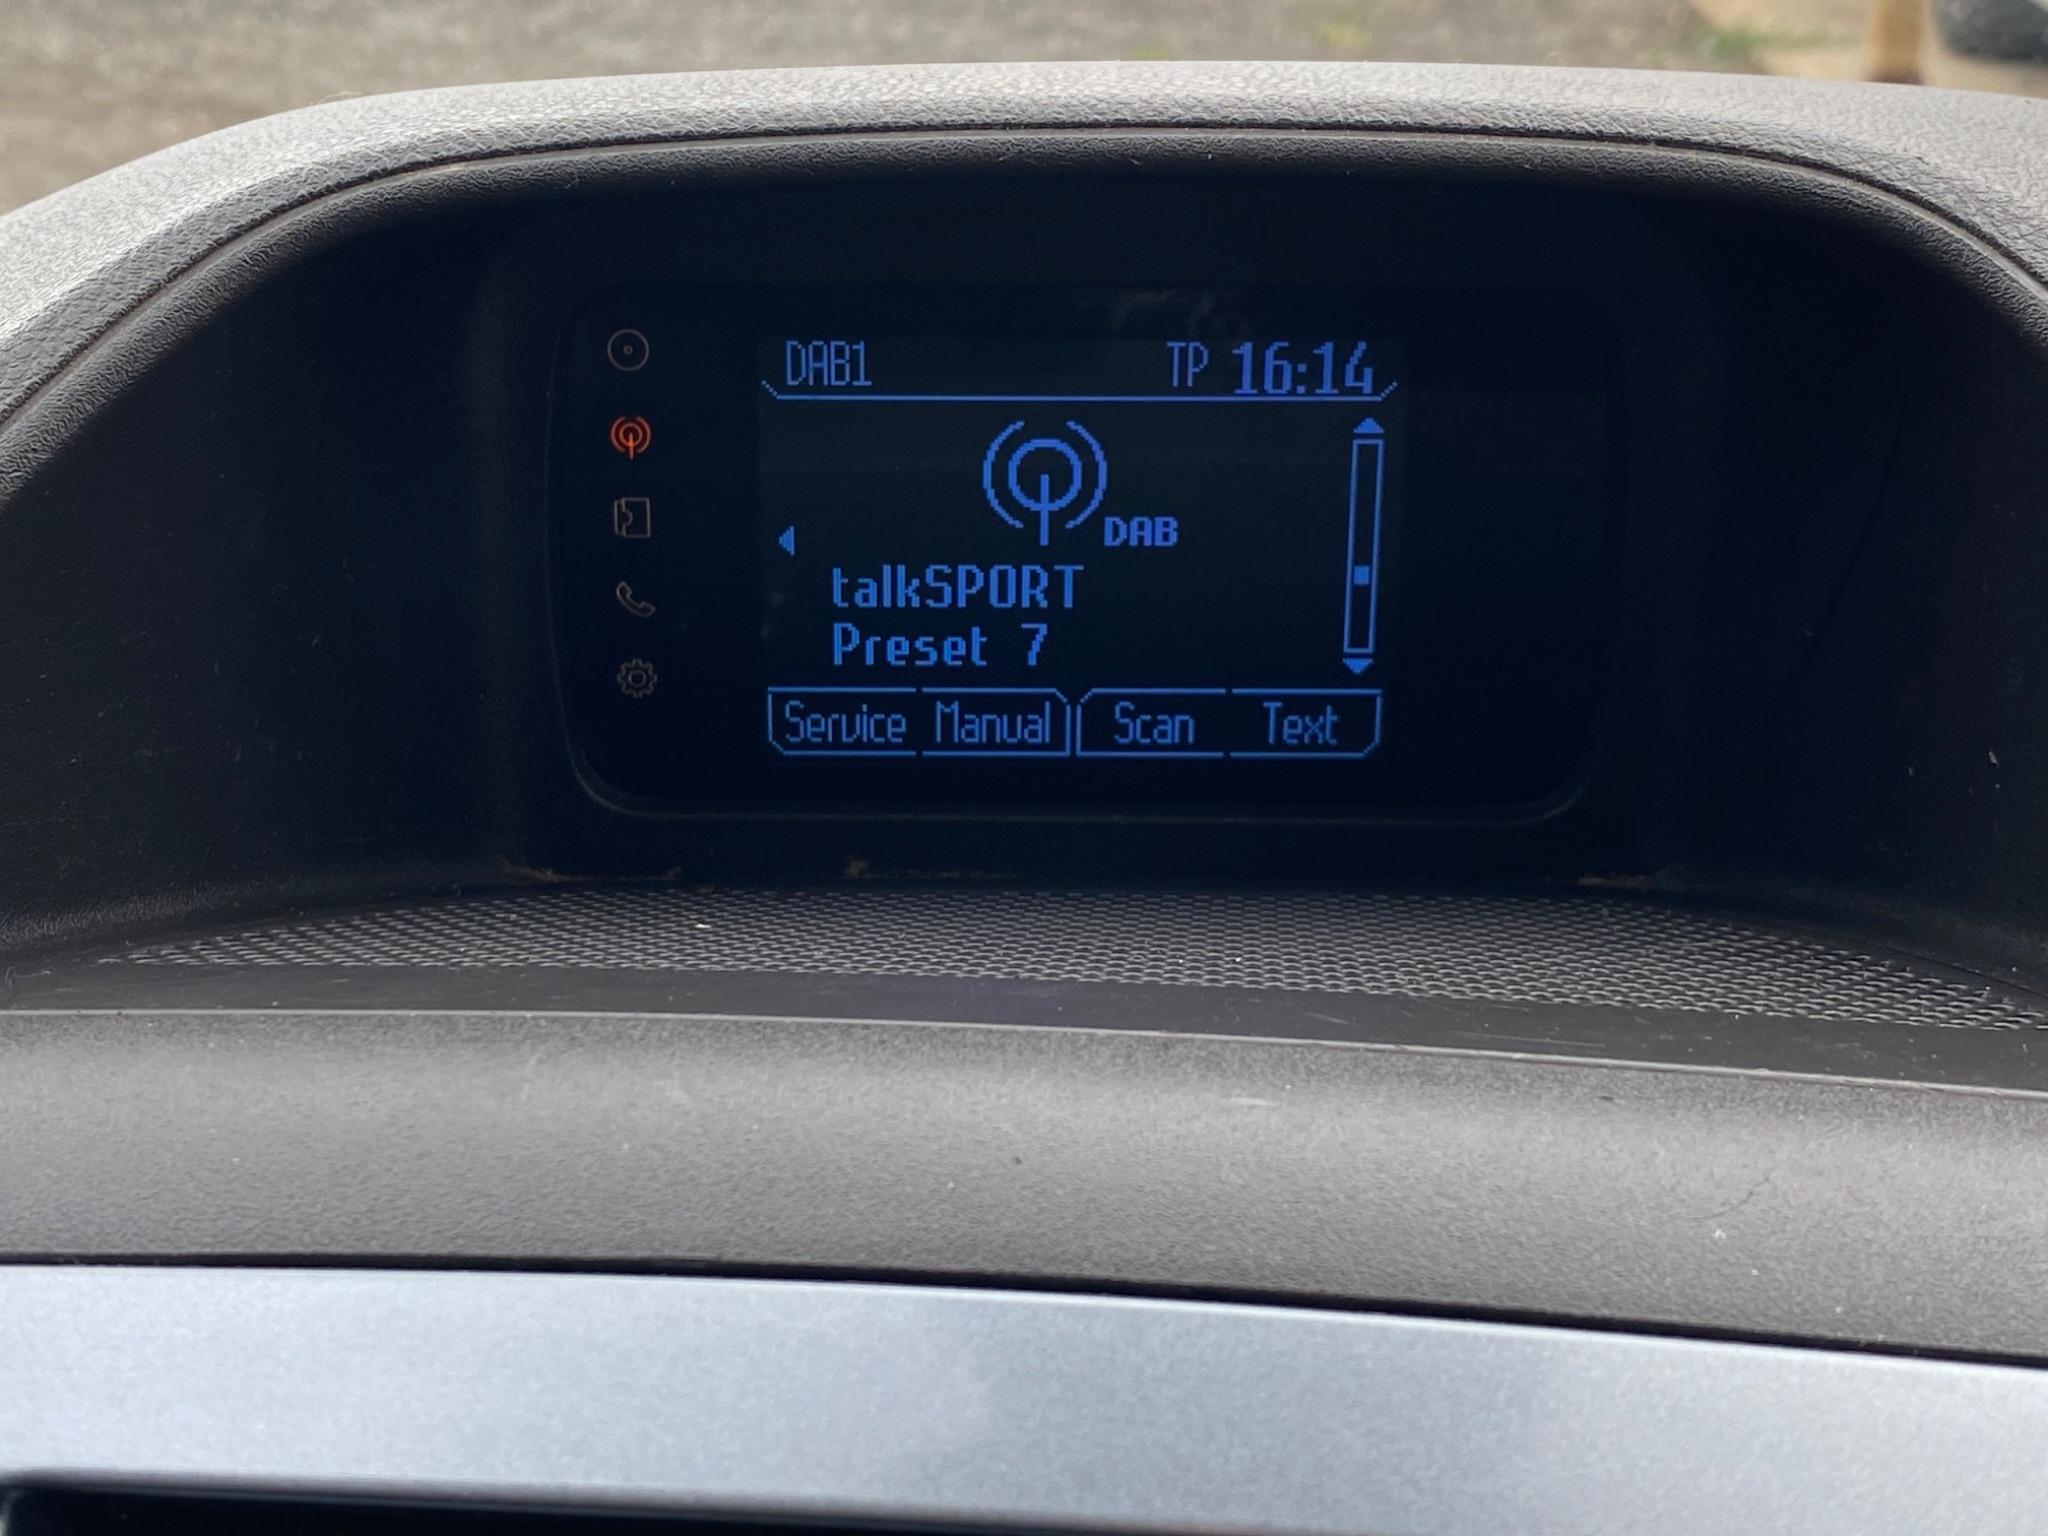 DAB1 TP 16:14
DAB
talkSPORT
Preset 7
Service Manual Scan Text